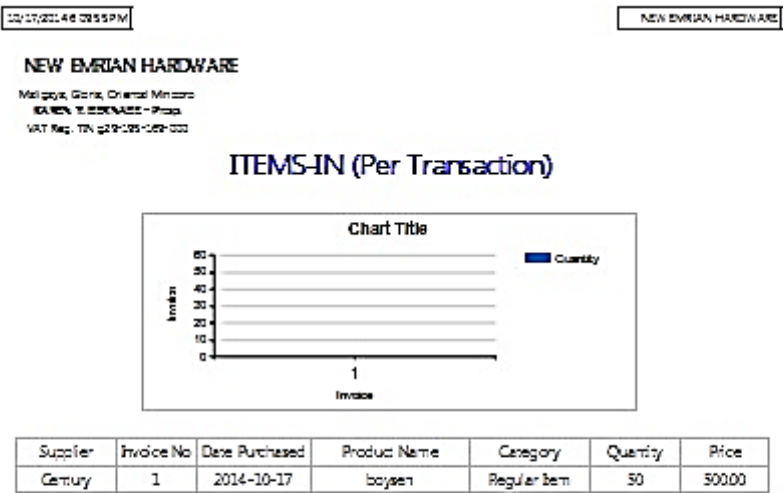 NEW EMRIAN HARDWARE
NEW EMRIAN HARDWARE
Maligaya, Gloria, Oriental Mindoro
VAT Reg. TIN
ITEMS-IN (Per Transaction)
Chart Title
60
50
40
30
20
10
0
Invoice
Quantity
1
Invoice
Supplier Invoice No Date Purchased Product Name Category Quantity Price
Century 1 2014-10-17 boysen Regular Item 50 500.00